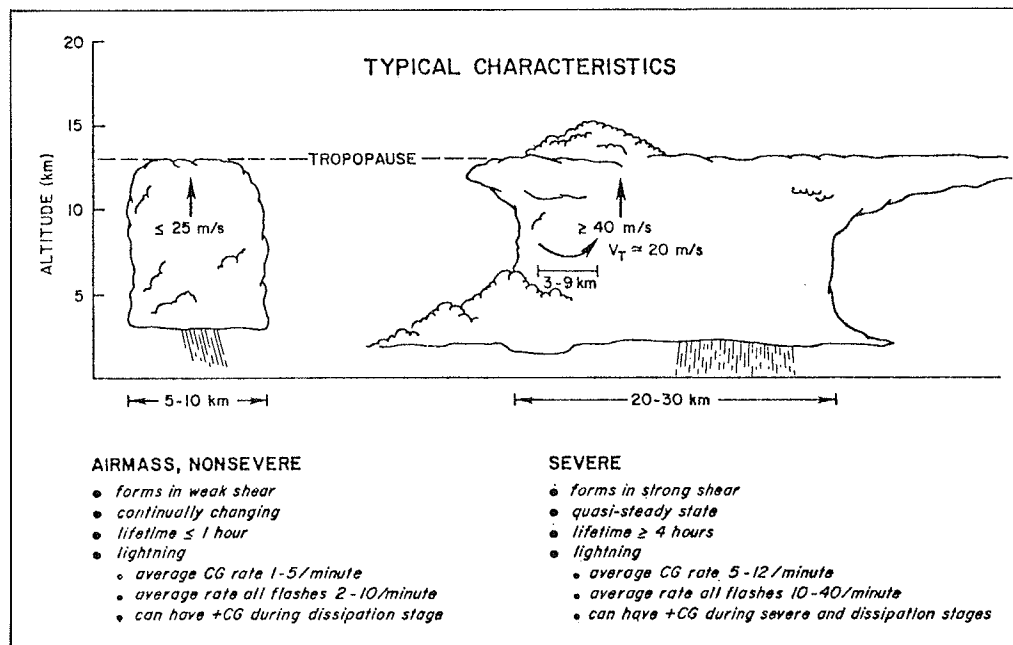 TYPICAL CHARACTERISTICS
20
15
10
5
ALTITUDE (km)
TROPOPAUSE
≤ 25 m/s
≥ 40 m/s
V_T ≃ 20 m/s
3-9 km
5-10 km
20-30 km
AIRMASS, NONSEVERE
• forms in weak shear
• continually changing
• lifetime ≤ 1 hour
• lightning
• average CG rate 1-5/minute
• average rate all flashes 2-10/minute
• can have +CG during dissipation stage
SEVERE
• forms in strong shear
• quasi-steady state
• lifetime ≥ 4 hours
• lightning
• average CG rate 5-12/minute
• average rate all flashes 10-40/minute
• can have +CG during severe and dissipation stages